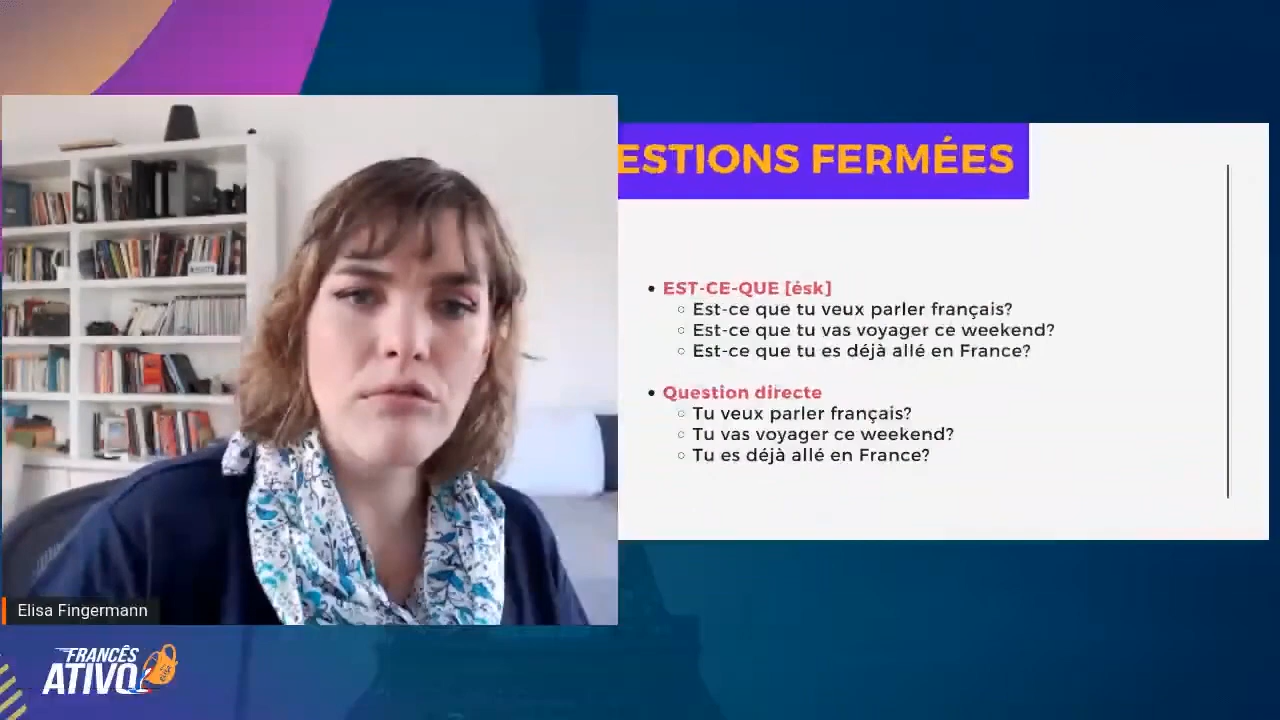 ESTIONS FERMÉES
EST-CE-QUE [ésk]
Est-ce que tu veux parler français?
Est-ce que tu vas voyager ce weekend?
Est-ce que tu es déjà allé en France?
Question directe
Tu veux parler français?
Tu vas voyager ce weekend?
Tu es déjà allé en France?
Elisa Fingermann
FRANCÊS
ATIVO